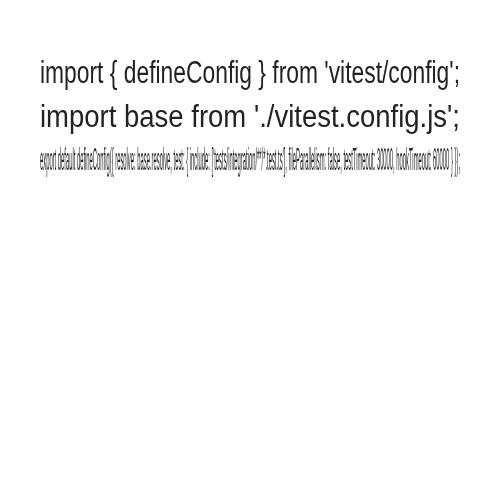 import { defineConfig } from 'vitest/config';
import base from './vitest.config.js';
export default defineConfig({ resolve: base.resolve, test: { include: ['tests/integration/**/*.test.ts'], fileParallelism: false, testTimeout: 30000, hookTimeout: 60000 } });